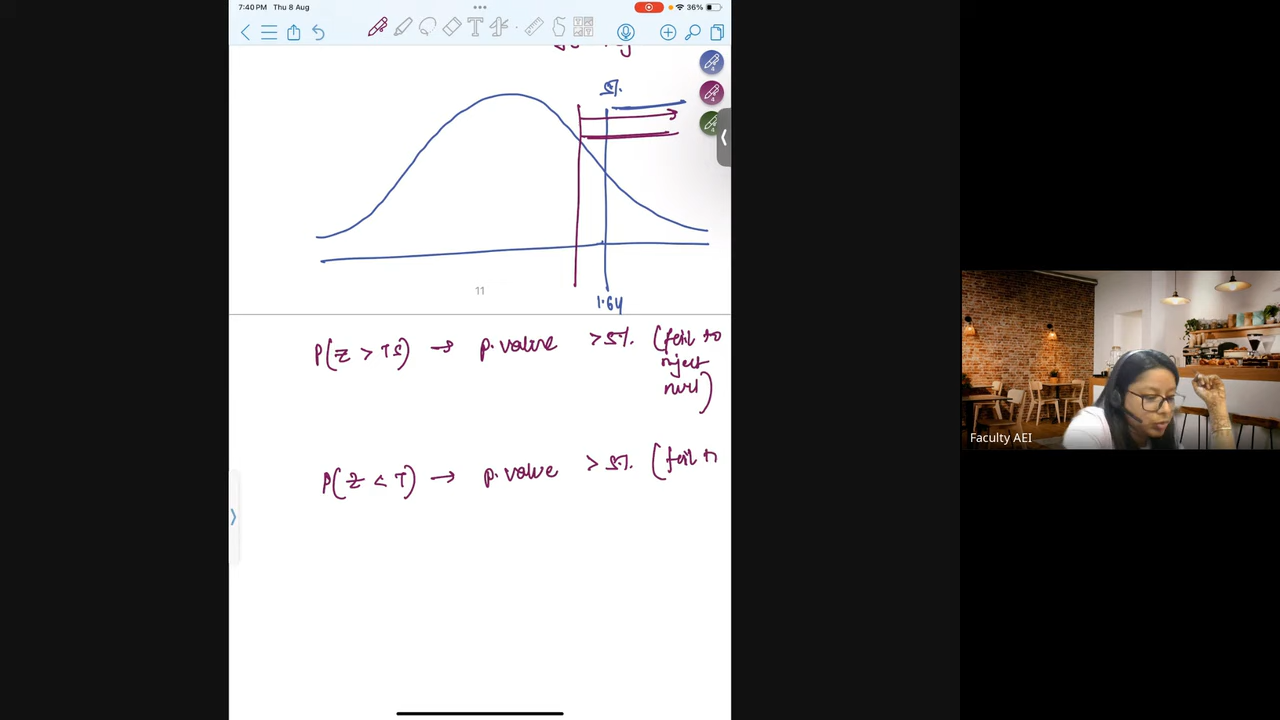 7:40 PM Thu 8 Aug
36%
5%.
11
1.64
P(Z > TS) → p.value > 5%. (fail to
reject
null)
P(Z < T) → p.value > 5%. (fail to
Faculty AEI